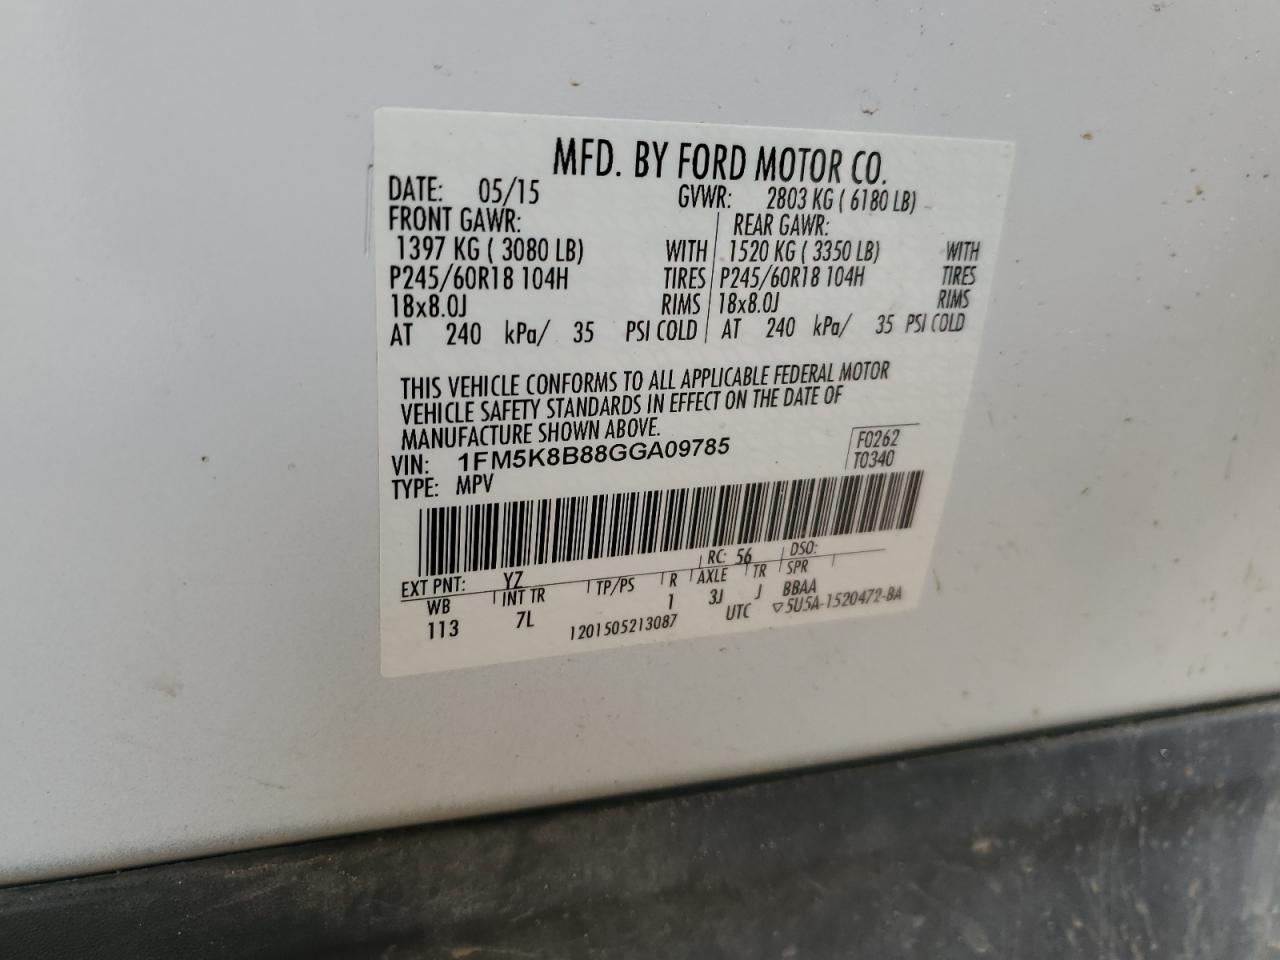 MFD. BY FORD MOTOR CO.
DATE: 05/15 GVWR: 2803 KG ( 6180 LB)
FRONT GAWR: REAR GAWR:
1397 KG ( 3080 LB) WITH 1520 KG ( 3350 LB) WITH
P245/60R18 104H TIRES P245/60R18 104H TIRES
18x8.0J RIMS 18x8.0J RIMS
AT 240 kPa/ 35 PSI COLD AT 240 kPa/ 35 PSI COLD
THIS VEHICLE CONFORMS TO ALL APPLICABLE FEDERAL MOTOR
VEHICLE SAFETY STANDARDS IN EFFECT ON THE DATE OF
MANUFACTURE SHOWN ABOVE.
VIN: 1FM5K8B88GGA09785 F0262
TYPE: MPV T0340
EXT PNT: YZ RC: 56 DSO:
WB INT TR TP/PS R AXLE TR SPR
113 7L 1 3J J BBAA
1201505213087 UTC ▽5U5A-1520472-BA